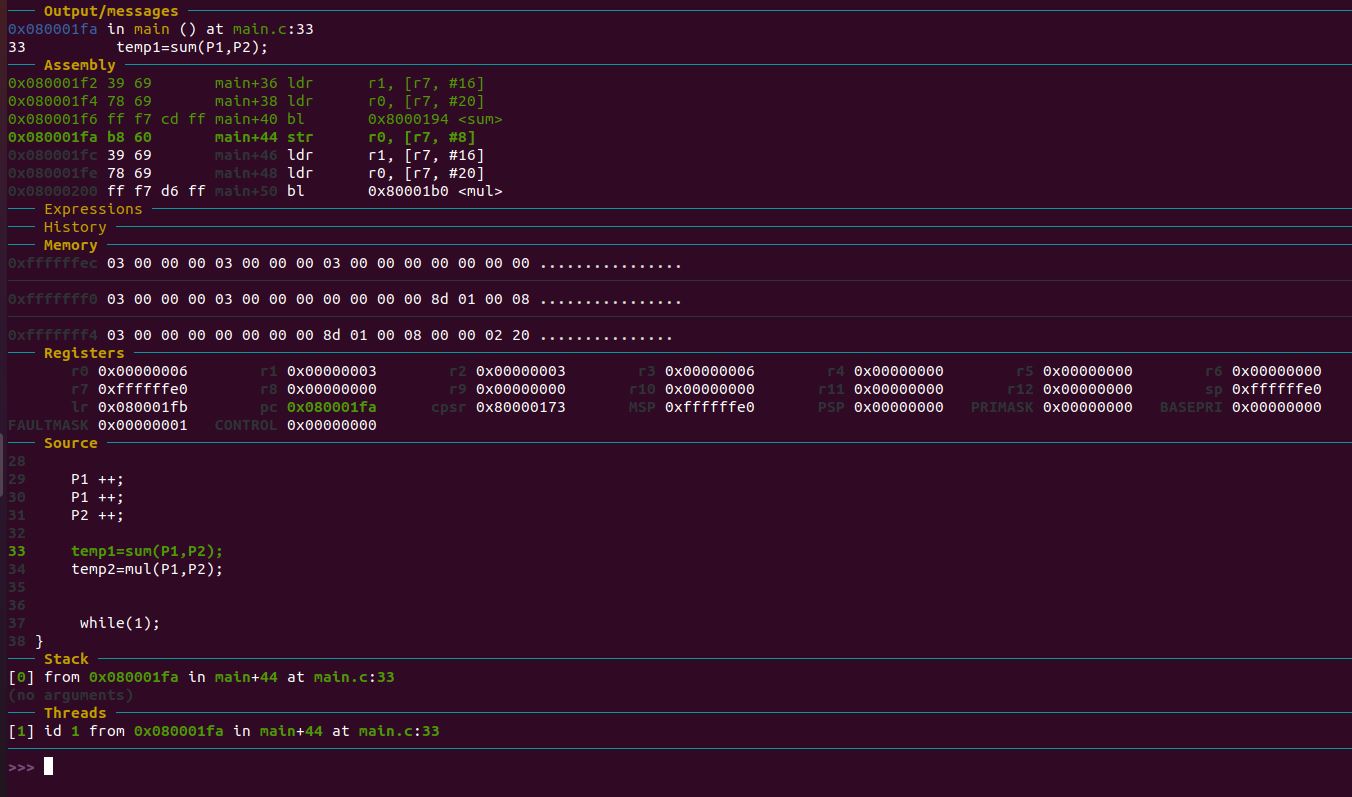 Output/messages
0x080001fa in main () at main.c:33
33          temp1=sum(P1,P2);
Assembly
0x080001f2 39 69       main+36 ldr      r1, [r7, #16]
0x080001f4 78 69       main+38 ldr      r0, [r7, #20]
0x080001f6 ff f7 cd ff main+40 bl       0x8000194 <sum>
0x080001fa b8 60       main+44 str      r0, [r7, #8]
0x080001fc 39 69       main+46 ldr      r1, [r7, #16]
0x080001fe 78 69       main+48 ldr      r0, [r7, #20]
0x08000200 ff f7 d6 ff main+50 bl       0x80001b0 <mul>
Expressions
History
Memory
0xffffffec 03 00 00 00 03 00 00 00 03 00 00 00 00 00 00 00 ................
0xfffffff0 03 00 00 00 03 00 00 00 00 00 00 00 8d 01 00 08 ................
0xfffffff4 03 00 00 00 00 00 00 00 8d 01 00 08 00 00 02 20 ...............
Registers
r0 0x00000006 r1 0x00000003 r2 0x00000003 r3 0x00000006 r4 0x00000000 r5 0x00000000 r6 0x00000000
r7 0xffffffe0 r8 0x00000000 r9 0x00000000 r10 0x00000000 r11 0x00000000 r12 0x00000000 sp 0xffffffe0
lr 0x080001fb pc 0x080001fa cpsr 0x80000173 MSP 0xffffffe0 PSP 0x00000000 PRIMASK 0x00000000 BASEPRI 0x00000000
FAULTMASK 0x00000001 CONTROL 0x00000000
Source
28
29     P1 ++;
30     P1 ++;
31     P2 ++;
32
33     temp1=sum(P1,P2);
34     temp2=mul(P1,P2);
35
36
37      while(1);
38 }
Stack
[0] from 0x080001fa in main+44 at main.c:33
(no arguments)
Threads
[1] id 1 from 0x080001fa in main+44 at main.c:33
>>>